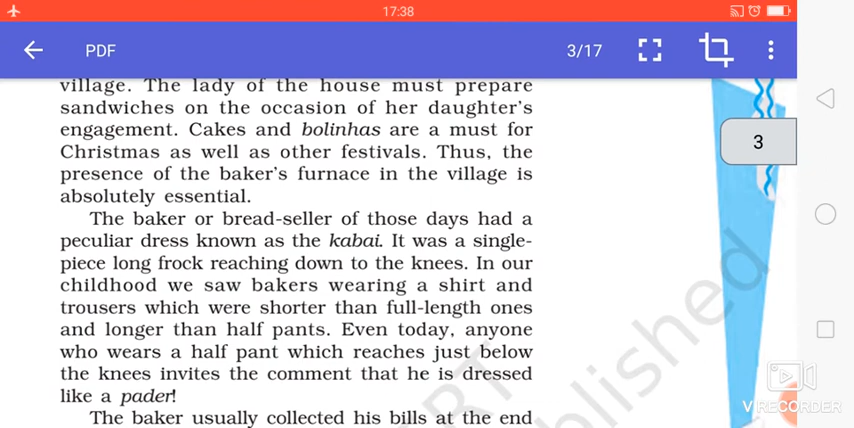 17:38
PDF
3/17
3
village. The lady of the house must prepare
sandwiches on the occasion of her daughter's
engagement. Cakes and bolinhas are a must for
Christmas as well as other festivals. Thus, the
presence of the baker's furnace in the village is
absolutely essential.
The baker or bread-seller of those days had a
peculiar dress known as the kabai. It was a single-
piece long frock reaching down to the knees. In our
childhood we saw bakers wearing a shirt and
trousers which were shorter than full-length ones
and longer than half pants. Even today, anyone
who wears a half pant which reaches just below
the knees invites the comment that he is dressed
like a pader!
The baker usually collected his bills at the end